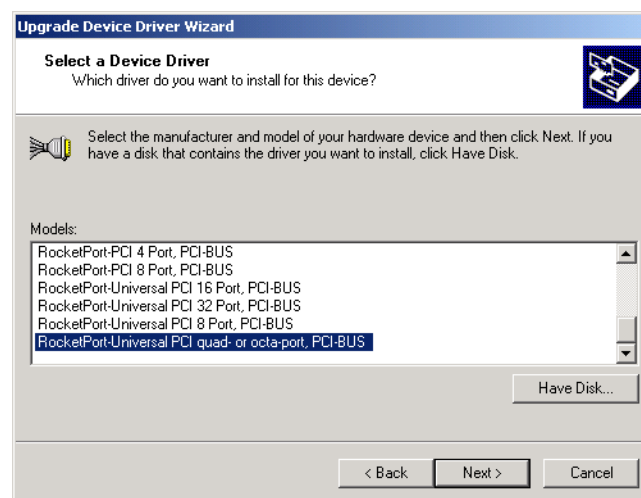 Upgrade Device Driver Wizard
Select a Device Driver
Which driver do you want to install for this device?
Select the manufacturer and model of your hardware device and then click Next. If you
have a disk that contains the driver you want to install, click Have Disk.
Models:
RocketPort-PCI 4 Port, PCI-BUS
RocketPort-PCI 8 Port, PCI-BUS
RocketPort-Universal PCI 16 Port, PCI-BUS
RocketPort-Universal PCI 32 Port, PCI-BUS
RocketPort-Universal PCI 8 Port, PCI-BUS
RocketPort-Universal PCI quad- or octa-port, PCI-BUS
Have Disk...
< Back
Next >
Cancel